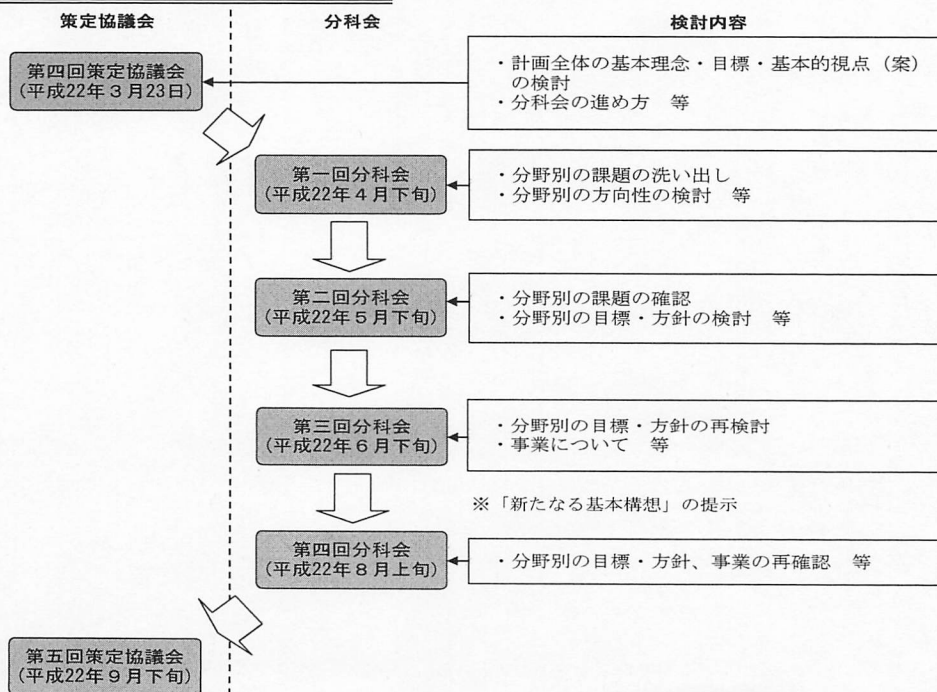 策定協議会
分科会
検討内容
第四回策定協議会
(平成22年3月23日)
・計画全体の基本理念・目標・基本的視点（案）
の検討
・分科会の進め方　等
第一回分科会
(平成22年4月下旬)
・分野別の課題の洗い出し
・分野別の方向性の検討　等
第二回分科会
(平成22年5月下旬)
・分野別の課題の確認
・分野別の目標・方針の検討　等
第三回分科会
(平成22年6月下旬)
・分野別の目標・方針の再検討
・事業について　等
※「新たなる基本構想」の提示
第四回分科会
(平成22年8月上旬)
・分野別の目標・方針、事業の再確認　等
第五回策定協議会
(平成22年9月下旬)